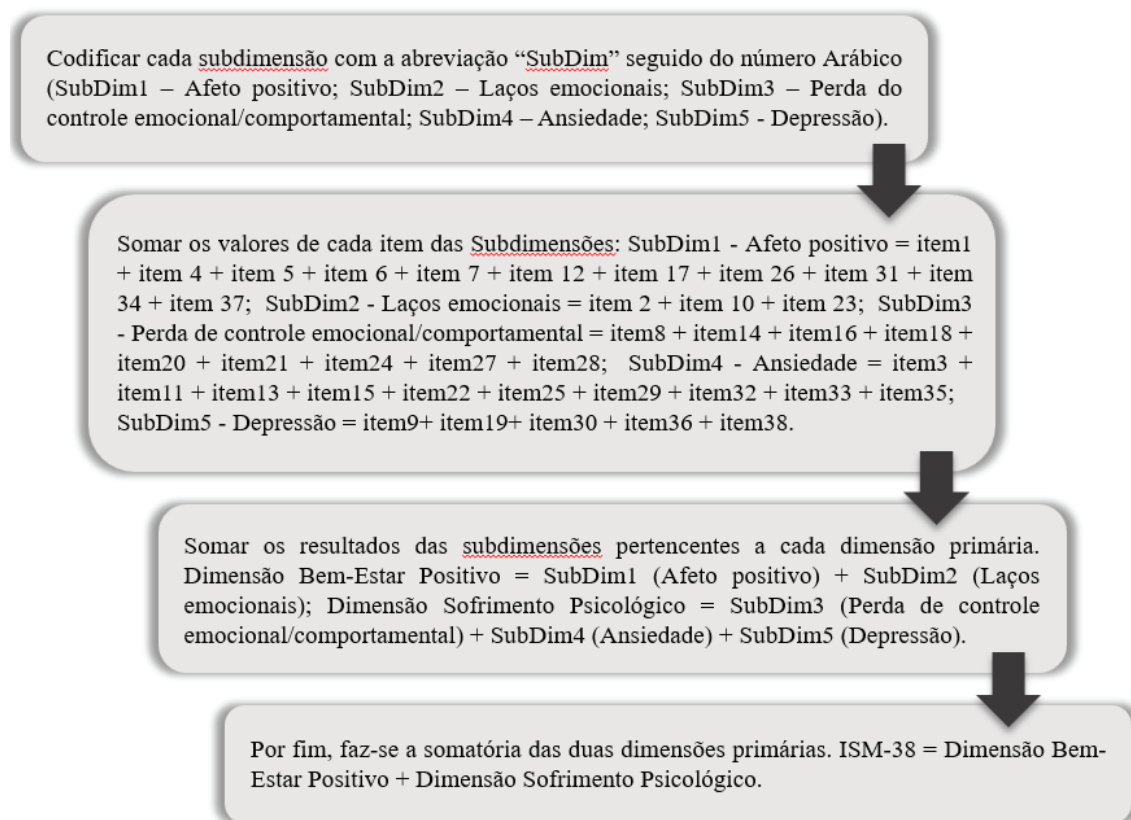 Codificar cada subdimensão com a abreviação “SubDim” seguido do número Arábico
(SubDim1 – Afeto positivo; SubDim2 – Laços emocionais; SubDim3 – Perda do
controle emocional/comportamental; SubDim4 – Ansiedade; SubDim5 - Depressão).
Somar os valores de cada item das Subdimensões: SubDim1 - Afeto positivo = item1
+ item 4 + item 5 + item 6 + item 7 + item 12 + item 17 + item 26 + item 31 + item
34 + item 37; SubDim2 - Laços emocionais = item 2 + item 10 + item 23; SubDim3
- Perda de controle emocional/comportamental = item8 + item14 + item16 + item18 +
item20 + item21 + item24 + item27 + item28; SubDim4 - Ansiedade = item3 +
item11 + item13 + item15 + item22 + item25 + item29 + item32 + item33 + item35;
SubDim5 - Depressão = item9+ item19+ item30 + item36 + item38.
Somar os resultados das subdimensões pertencentes a cada dimensão primária.
Dimensão Bem-Estar Positivo = SubDim1 (Afeto positivo) + SubDim2 (Laços
emocionais); Dimensão Sofrimento Psicológico = SubDim3 (Perda de controle
emocional/comportamental) + SubDim4 (Ansiedade) + SubDim5 (Depressão).
Por fim, faz-se a somatória das duas dimensões primárias. ISM-38 = Dimensão Bem-
Estar Positivo + Dimensão Sofrimento Psicológico.